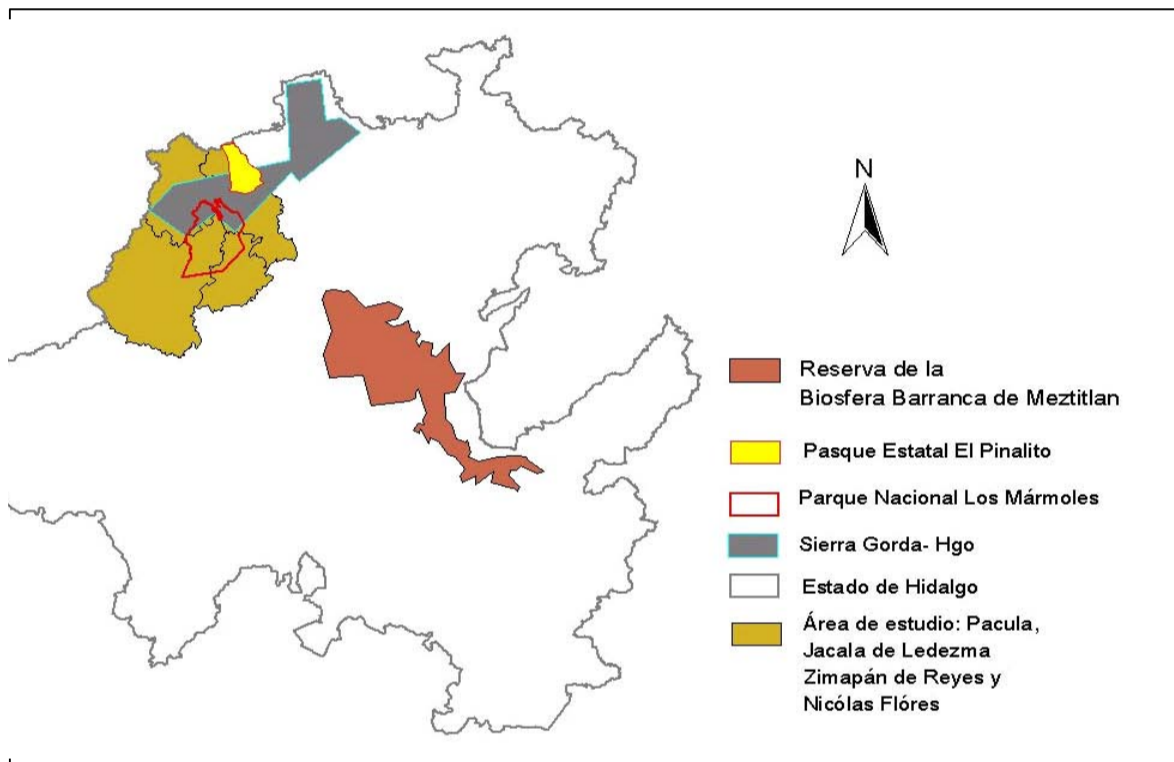 N
Reserva de la
Biosfera Barranca de Meztitlan
Pasque Estatal El Pinalito
Parque Nacional Los Mármoles
Sierra Gorda- Hgo
Estado de Hidalgo
Área de estudio: Pacula,
Jacala de Ledezma
Zimapán de Reyes y
Nicólas Flóres